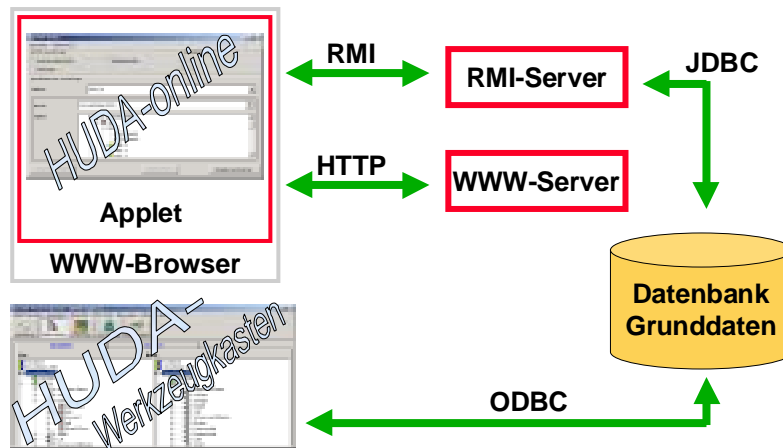 HUDA-online
Applet
WWW-Browser
RMI
RMI-Server
JDBC
HTTP
WWW-Server
Datenbank
Grunddaten
HUDA-
Werkzeugkasten
ODBC